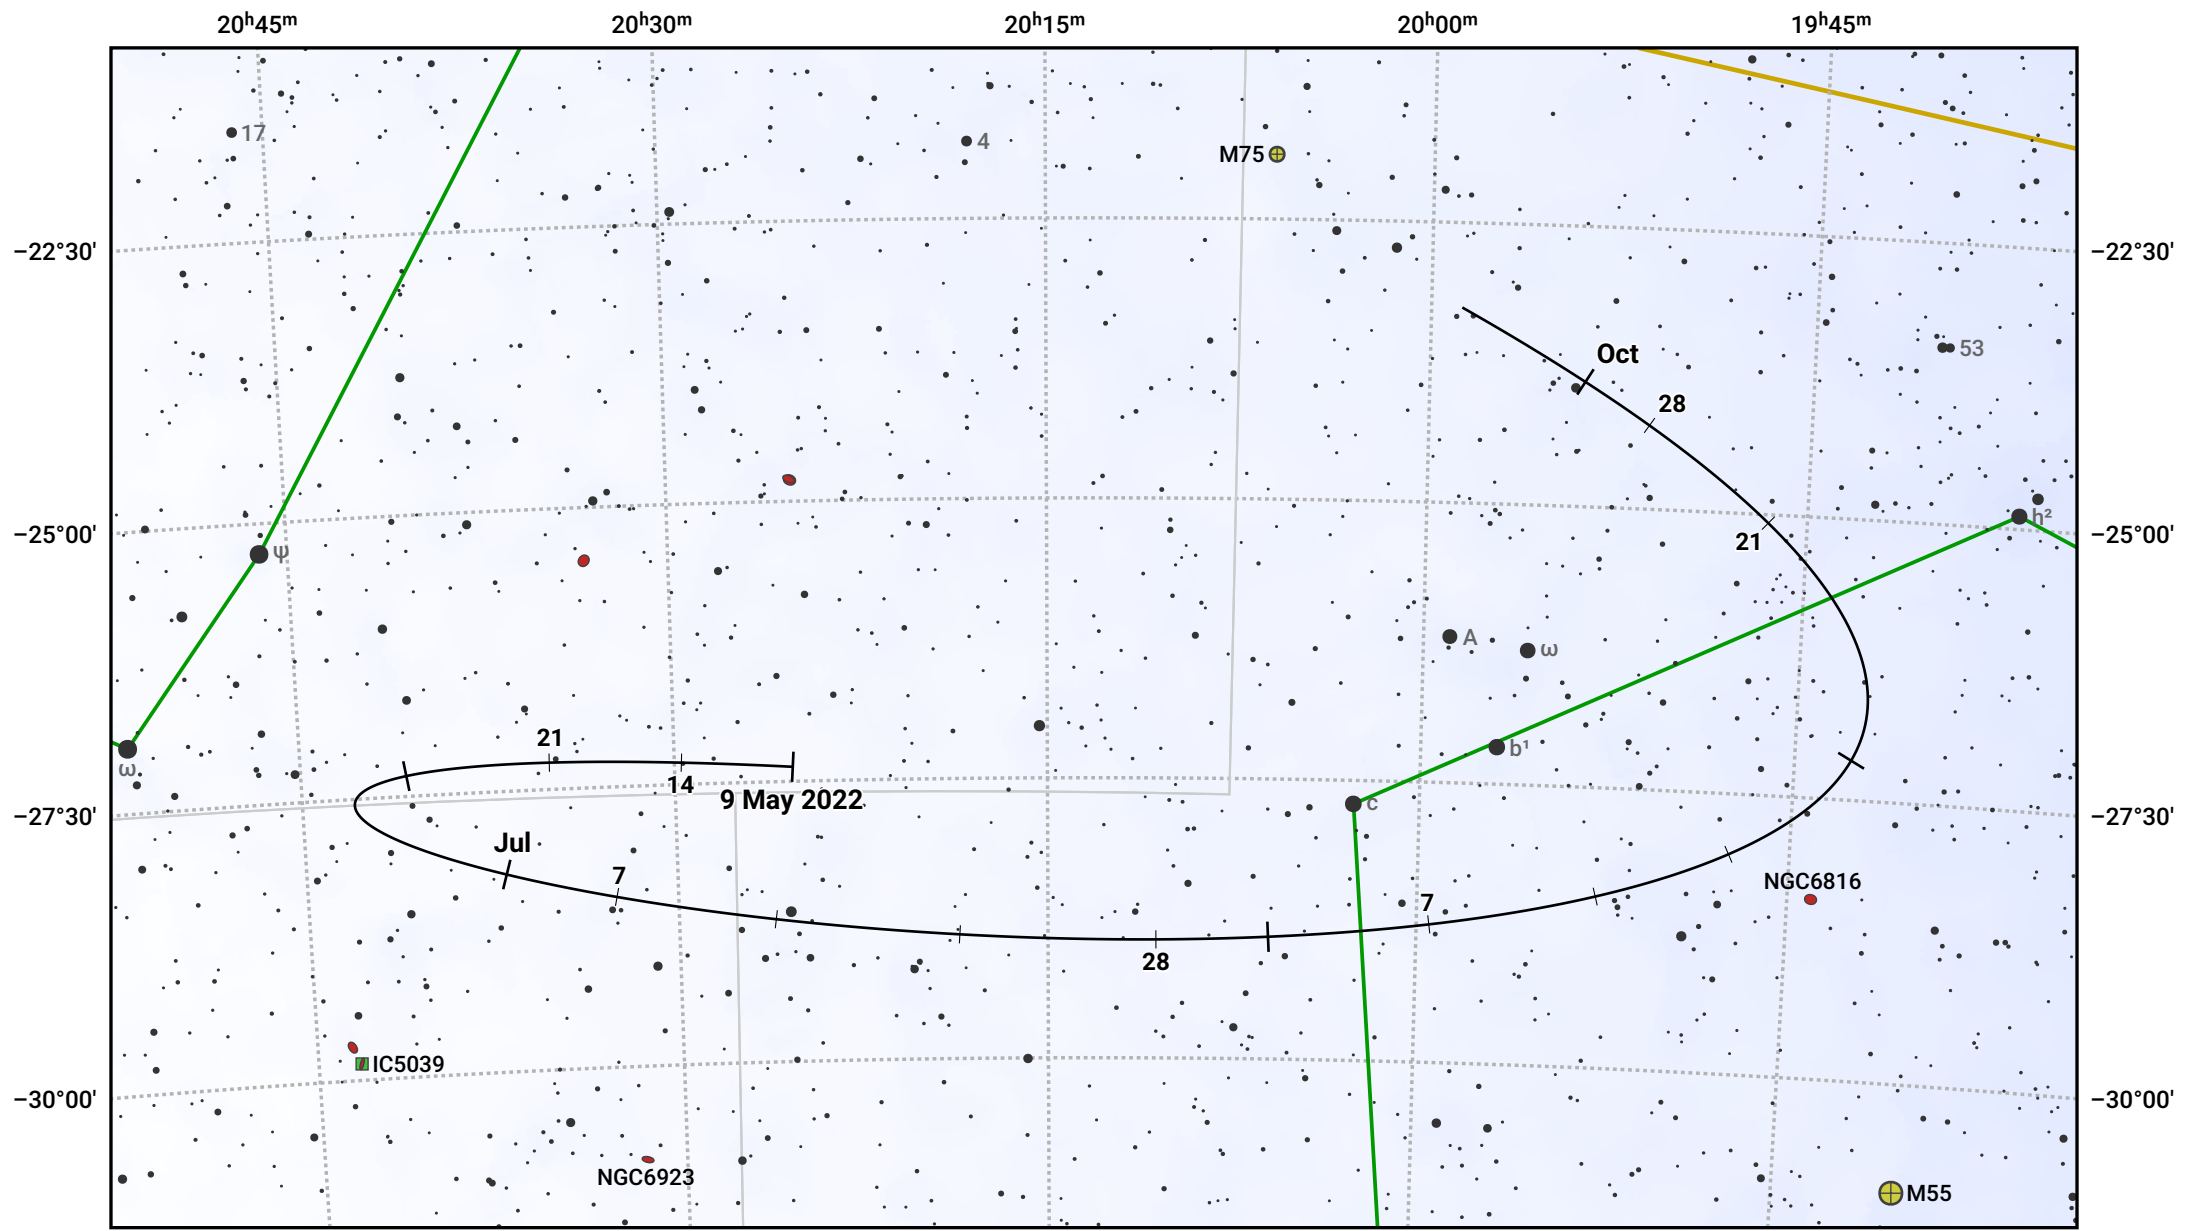 20ʰ45ᵐ 20ʰ30ᵐ 20ʰ15ᵐ 20ʰ00ᵐ 19ʰ45ᵐ
17
4
M75
−22°30' −22°30'
Oct
53
28
h²
−25°00' 21 −25°00'
ψ
A
ω
21
b¹
ω
14
9 May 2022
c
−27°30' −27°30'
Jul
7
NGC6816
7
28
IC5039
−30°00' −30°00'
NGC6923
M55